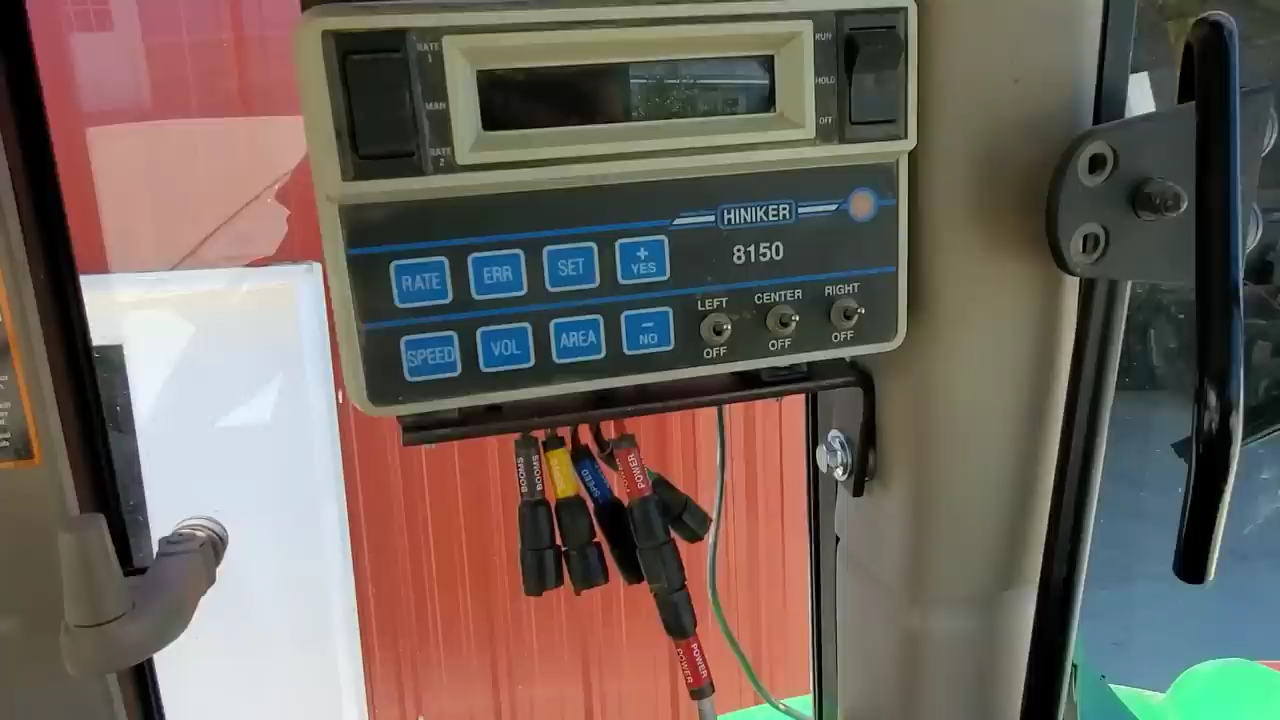 RATE 1
RUN
MAN
HOLD
RATE 2
OFF
HINIKER
8150
RATE
ERR
SET
+ YES
SPEED
VOL
AREA
− NO
LEFT
CENTER
RIGHT
OFF
OFF
OFF
BOOMS
BOOMS
SPEED
POWER
POWER
POWER